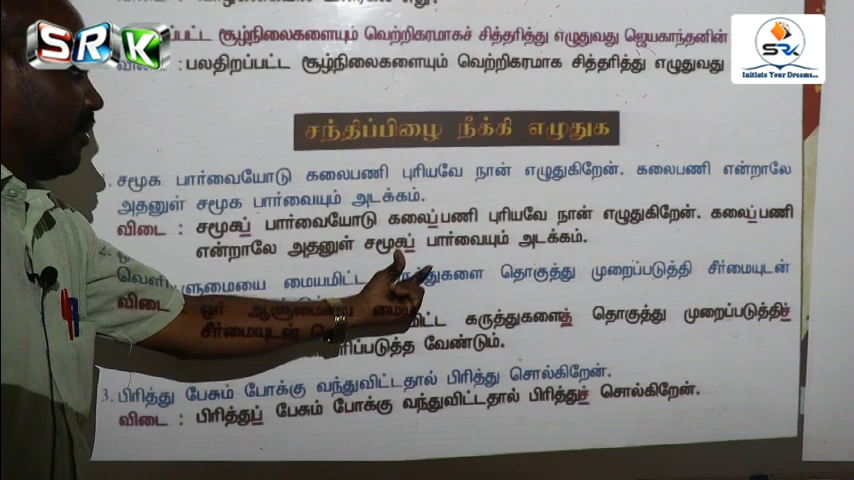 SRK
SRK
Initiate Your Dreams...
சூழ்நிலைகளையும் வெற்றிகரமாகச் சித்தரித்து எழுதுவது ஜெயகாந்தனின்
: பலதிறப்பட்ட சூழ்நிலைகளையும் வெற்றிகரமாக சித்தரித்து எழுதுவது
சந்திப்பிழை நீக்கி எழுதுக
1. சமூக பார்வையோடு கலைபணி புரியவே நான் எழுதுகிறேன். கலைபணி என்றாலே
அதனுள் சமூக பார்வையும் அடக்கம்.
விடை : சமூகப் பார்வையோடு கலைப்பணி புரியவே நான் எழுதுகிறேன். கலைப்பணி
என்றாலே அதனுள் சமூகப் பார்வையும் அடக்கம்.
2.
மையமிட்ட தொகுத்து முறைப்படுத்தி சீர்மையுடன்
விடை : ஓர் கருத்துகளைத் தொகுத்து முறைப்படுத்திச்
சீர்மையுடன் வேண்டும்.
3. பிரித்து பேசும் போக்கு வந்துவிட்டதால் பிரித்து சொல்கிறேன்.
விடை : பிரித்துப் பேசும் போக்கு வந்துவிட்டதால் பிரித்துச் சொல்கிறேன்.